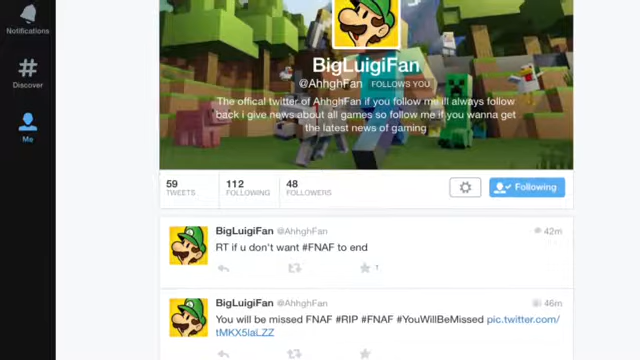 Notifications
Discover
Me
BigLuigiFan
@AhhghFan FOLLOWS YOU
The offical twitter of AhhghFan if you follow me ill always follow
back i give news about all games so follow me if you wanna get
the latest news of gaming
59
TWEETS
112
FOLLOWING
48
FOLLOWERS
Following
BigLuigiFan @AhhghFan 42m
RT if u don't want #FNAF to end
1
BigLuigiFan @AhhghFan 46m
You will be missed FNAF #RIP #FNAF #YouWillBeMissed pic.twitter.com/
tMKX5laLZZ